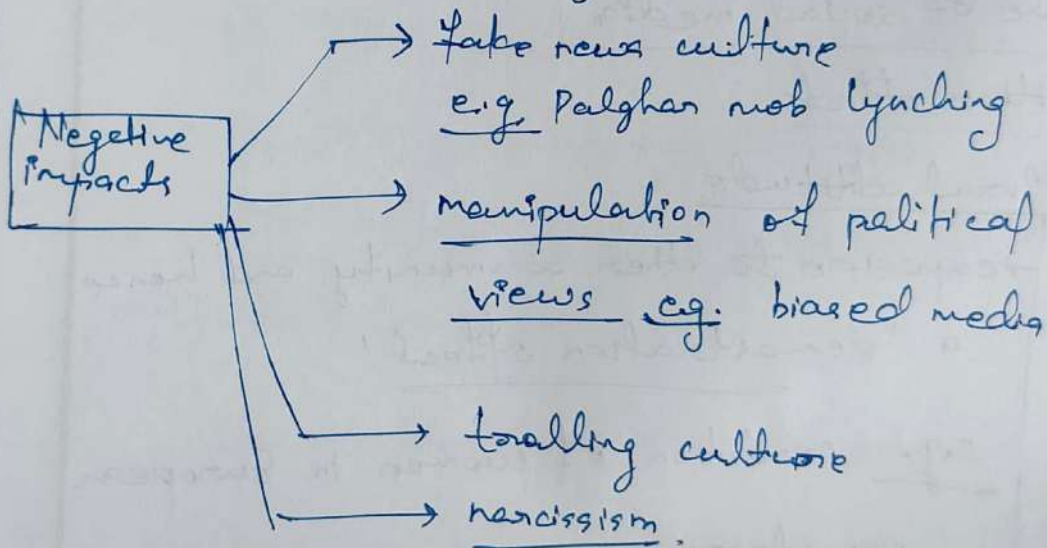 fake news culture
e.g. Palghar mob lynching
Negetive
impacts
manipulation of political
views e.g. biased media
trolling culture
narcissism.